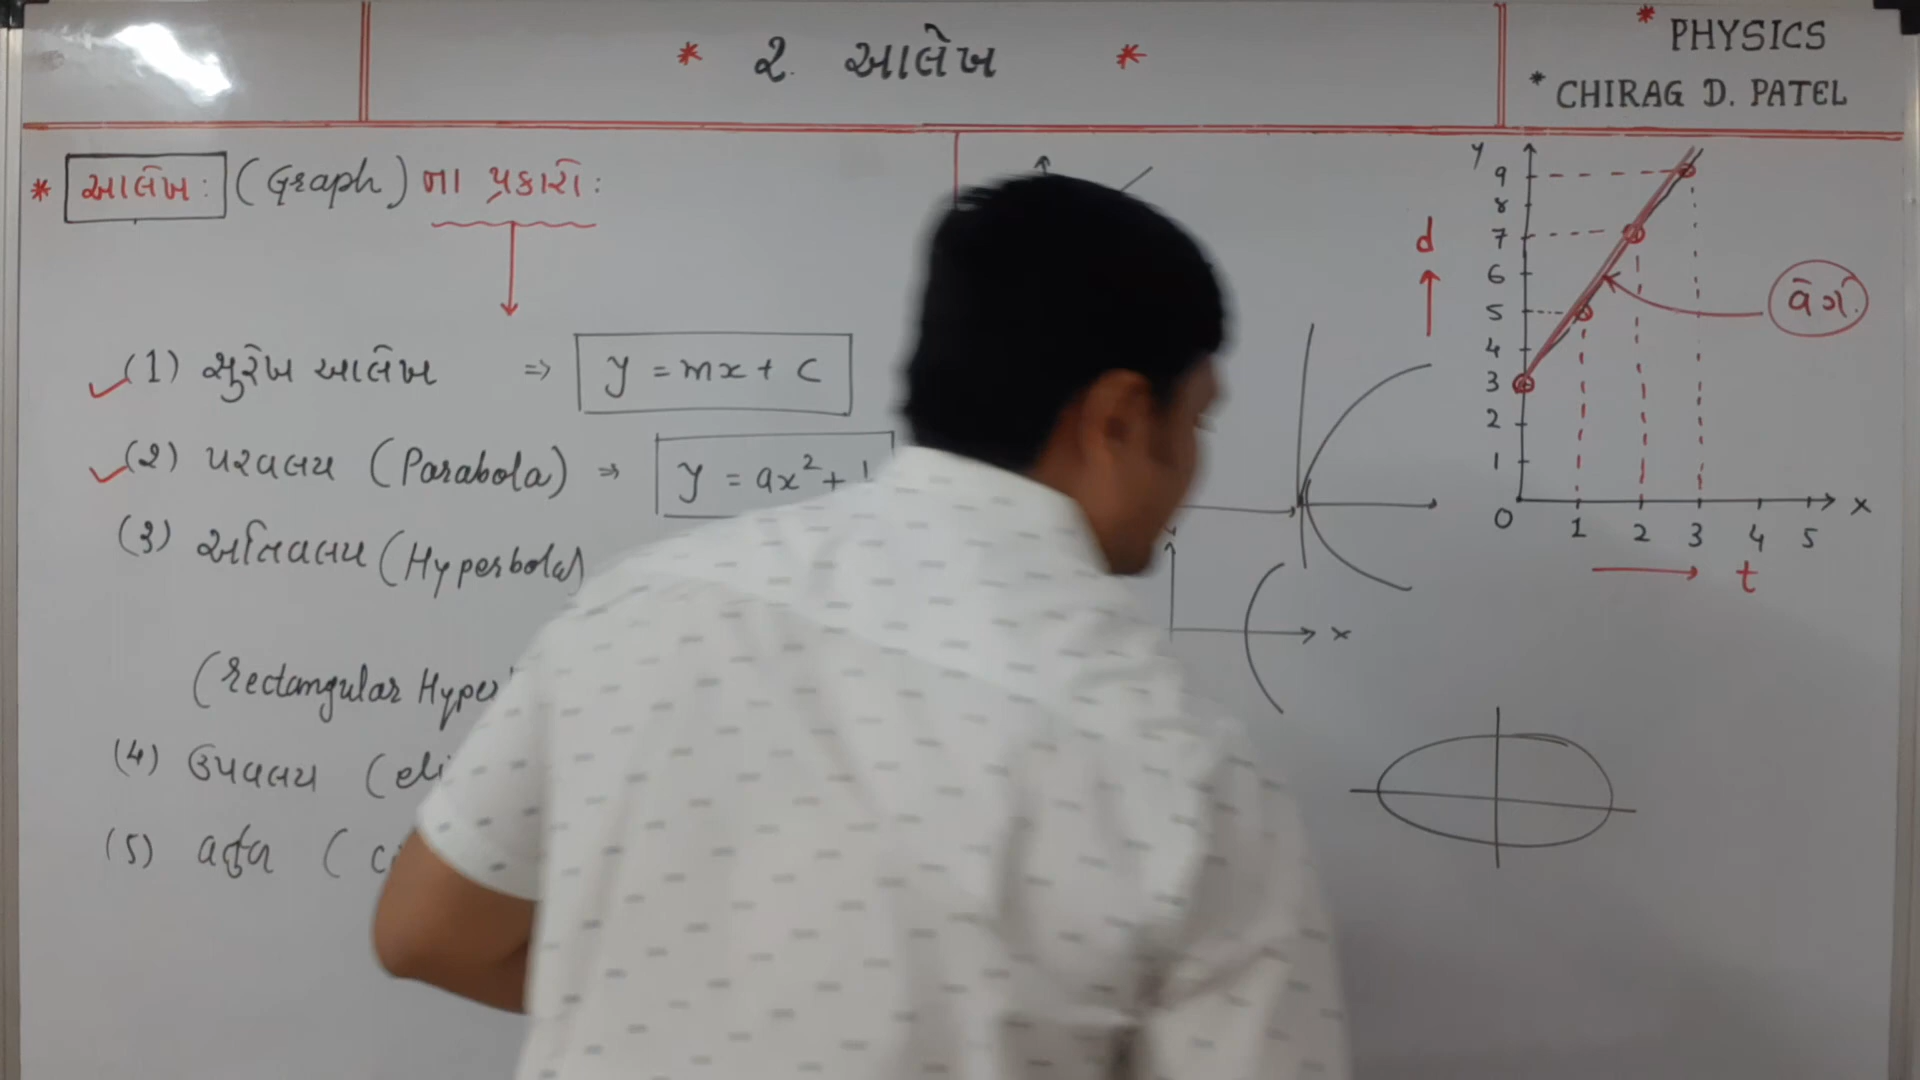 * ૨. આલેખ *
* PHYSICS
* CHIRAG D. PATEL
* આલેખ : (Graph) ના પ્રકારો :
(1) સુરેખ આલેખ ⇒ y = mx + c
(2) પરવલય (Parabola) ⇒ y = ax² +
(3) અતિવલય (Hyperbola)
(Rectangular Hyper
(4) ઉપવલય (eli
(5) વર્તુળ ( c
x
y
9
8
7
6
5
4
3
2
1
0 1 2 3 4 5 x
d
t
વેગ